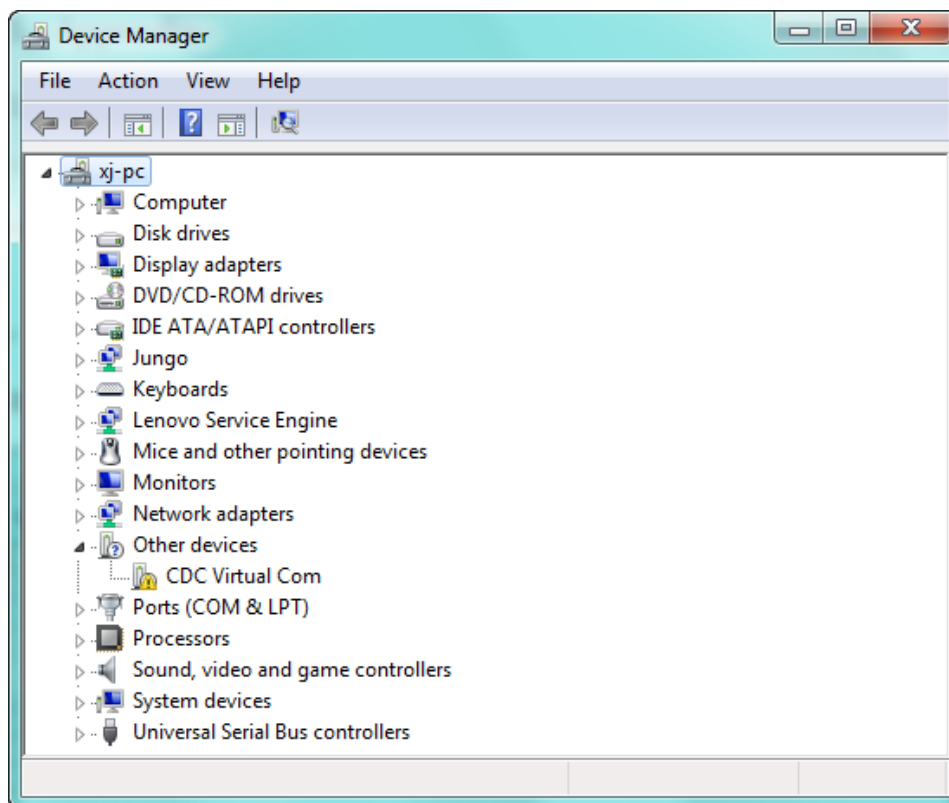 Device Manager
File Action View Help
xj-pc
Computer
Disk drives
Display adapters
DVD/CD-ROM drives
IDE ATA/ATAPI controllers
Jungo
Keyboards
Lenovo Service Engine
Mice and other pointing devices
Monitors
Network adapters
Other devices
CDC Virtual Com
Ports (COM & LPT)
Processors
Sound, video and game controllers
System devices
Universal Serial Bus controllers